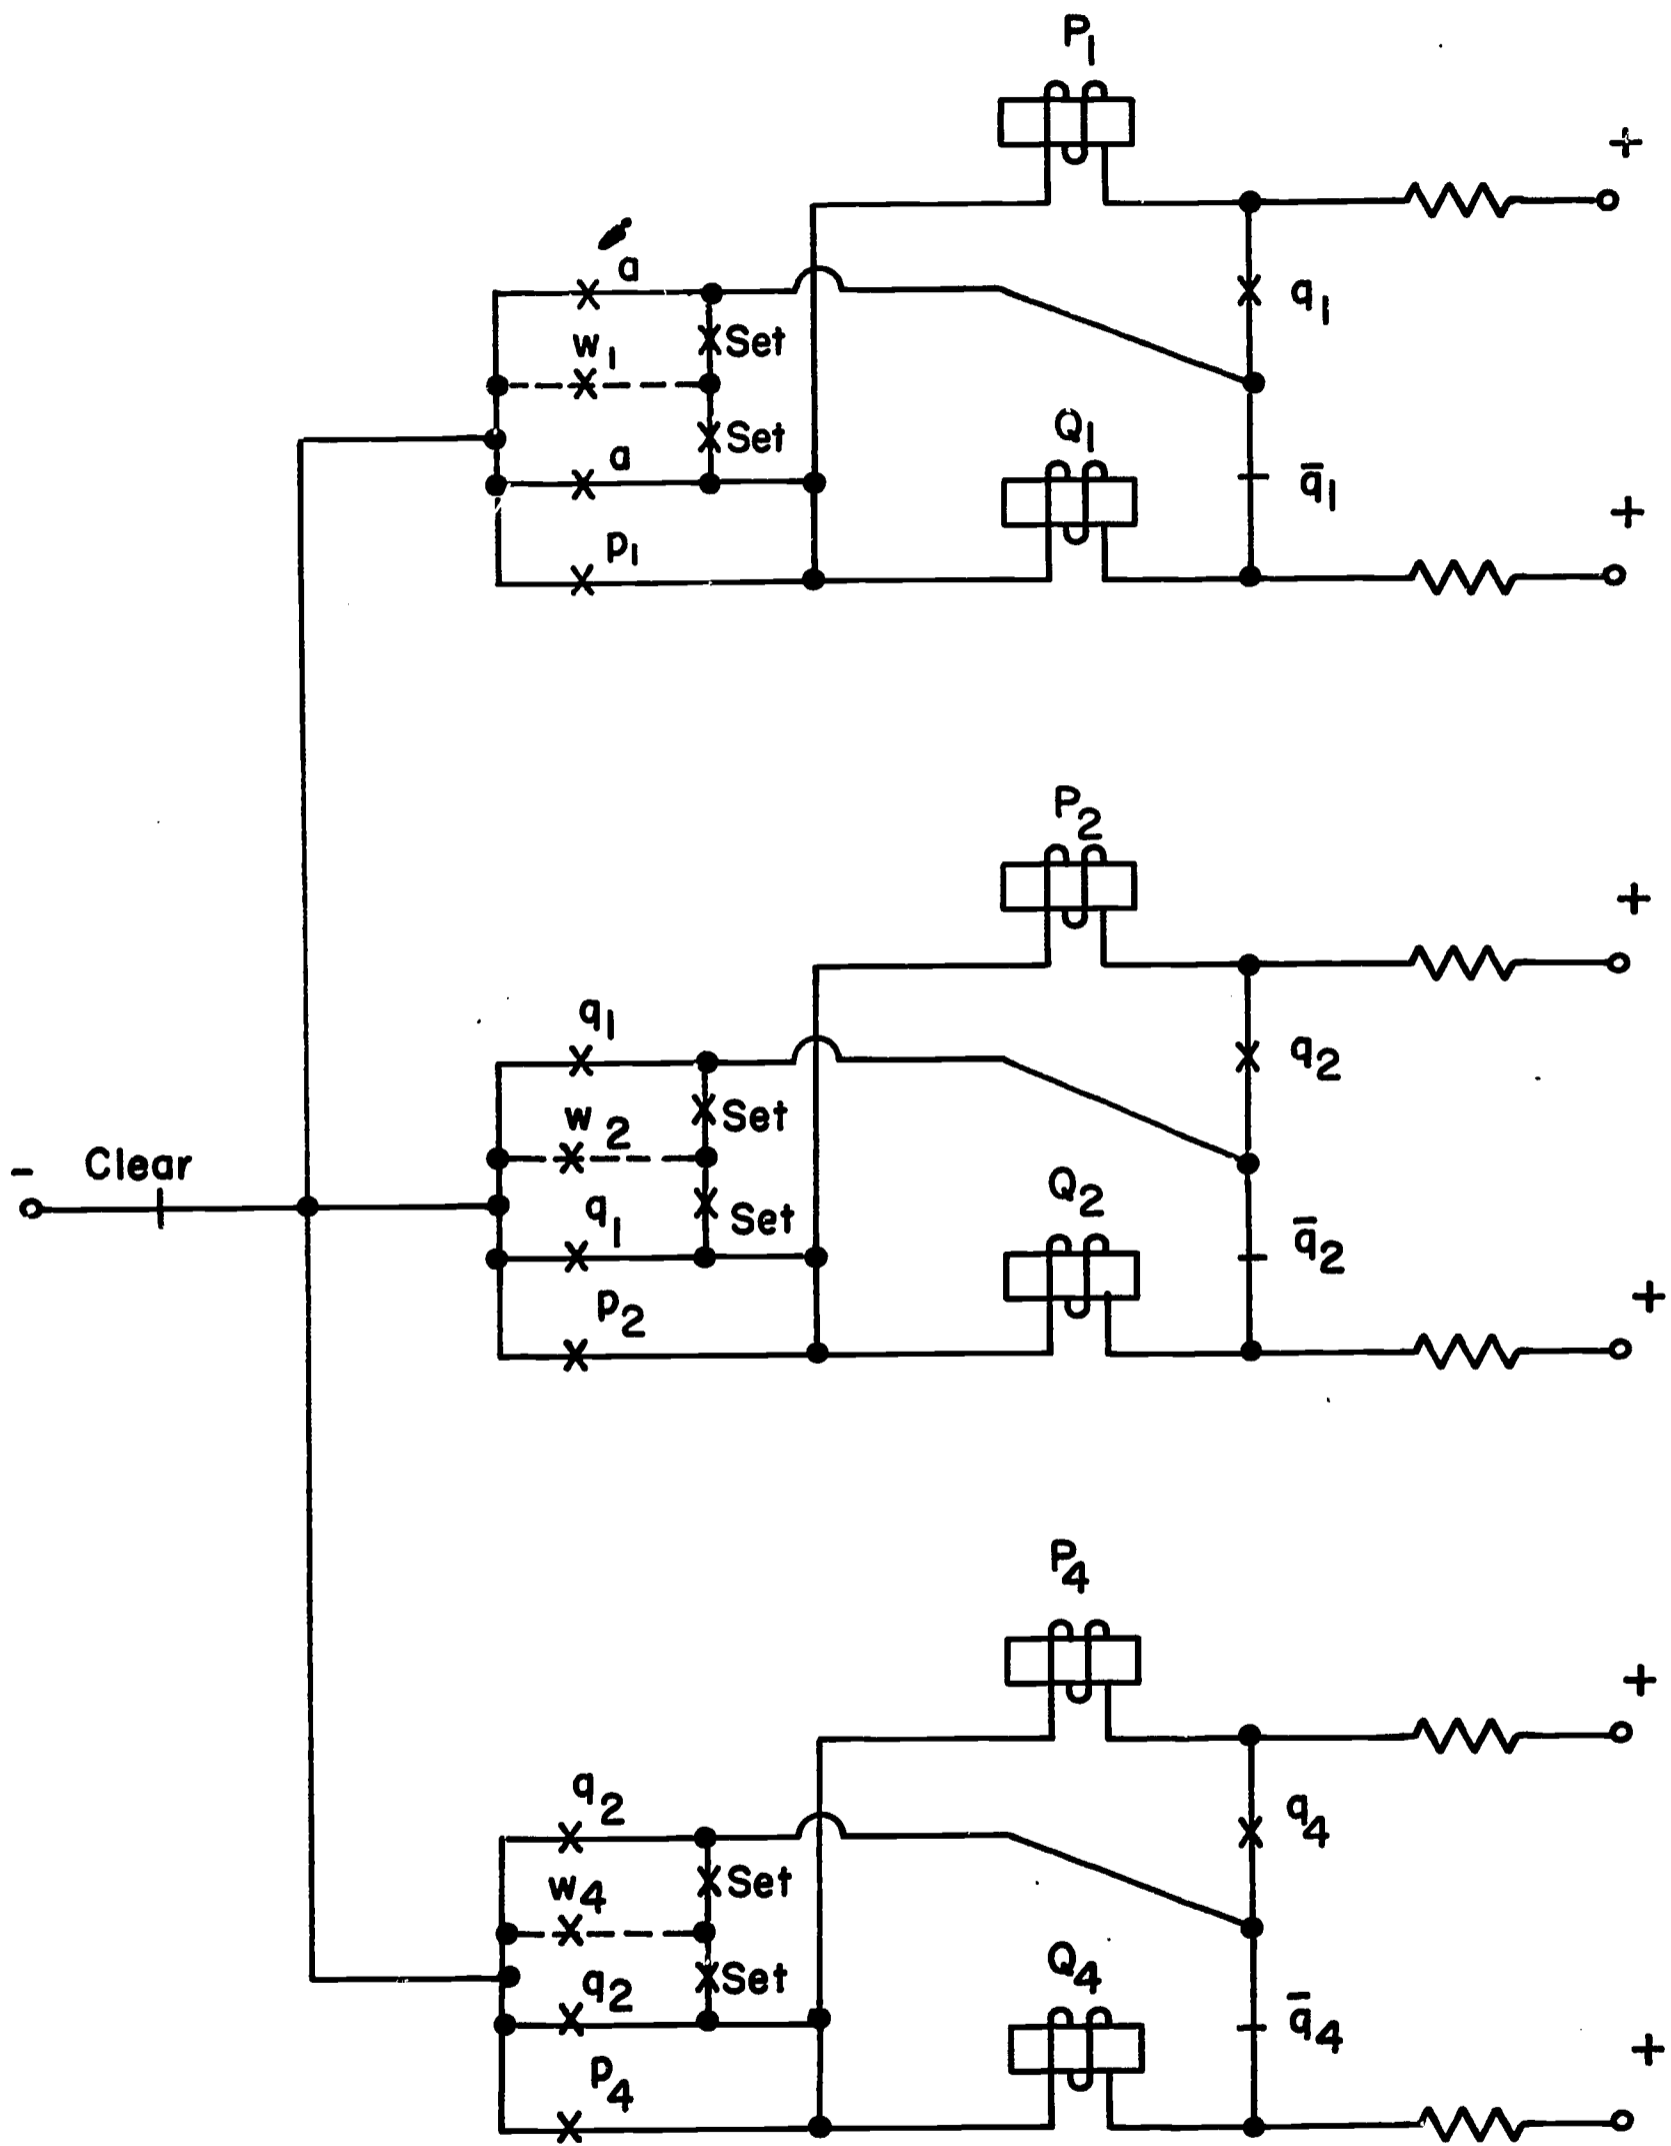 P1
+
a
q1
w1
Set
Set
Q1
a
q̄1
+
p1
P2
+
q1
q2
w2
Set
Clear
-
Q2
q1
Set
q̄2
p2
+
P4
+
q2
q4
w4
Set
Q4
q2
Set
q̄4
p4
+